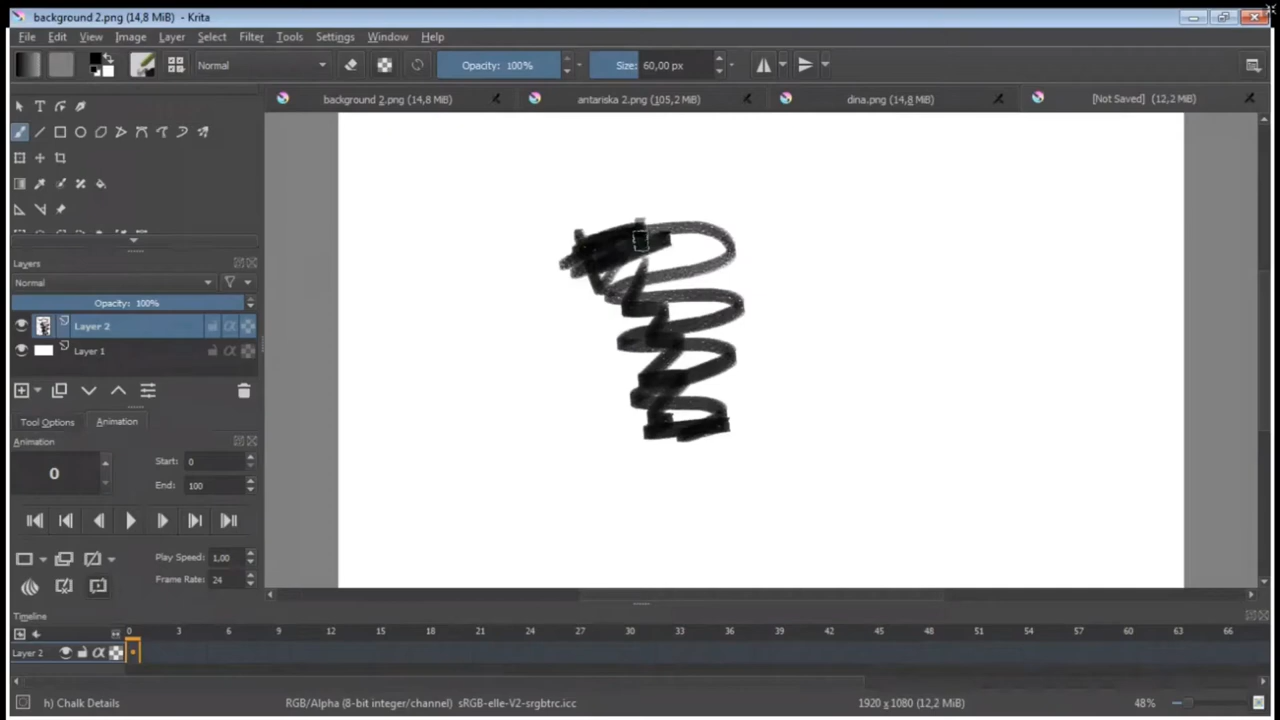 background 2.png (14,8 MiB) - Krita
File Edit View Image Layer Select Filter Tools Settings Window Help
Normal Opacity: 100% Size: 60,00 px
background 2.png (14,8 MiB) antariska 2.png (105,2 MiB) dina.png (14,8 MiB) [Not Saved] (12,2 MiB)
Layers
Normal
Opacity: 100%
Layer 2
Layer 1
Tool Options Animation
Animation
0 Start: 0
End: 100
Play Speed: 1,00
Frame Rate: 24
Timeline
0 3 6 9 12 15 18 21 24 27 30 33 36 39 42 45 48 51 54 57 60 63 66
Layer 2
h) Chalk Details RGB/Alpha (8-bit integer/channel) sRGB-elle-V2-srgbtrc.icc 1920 x 1080 (12,2 MiB) 48%